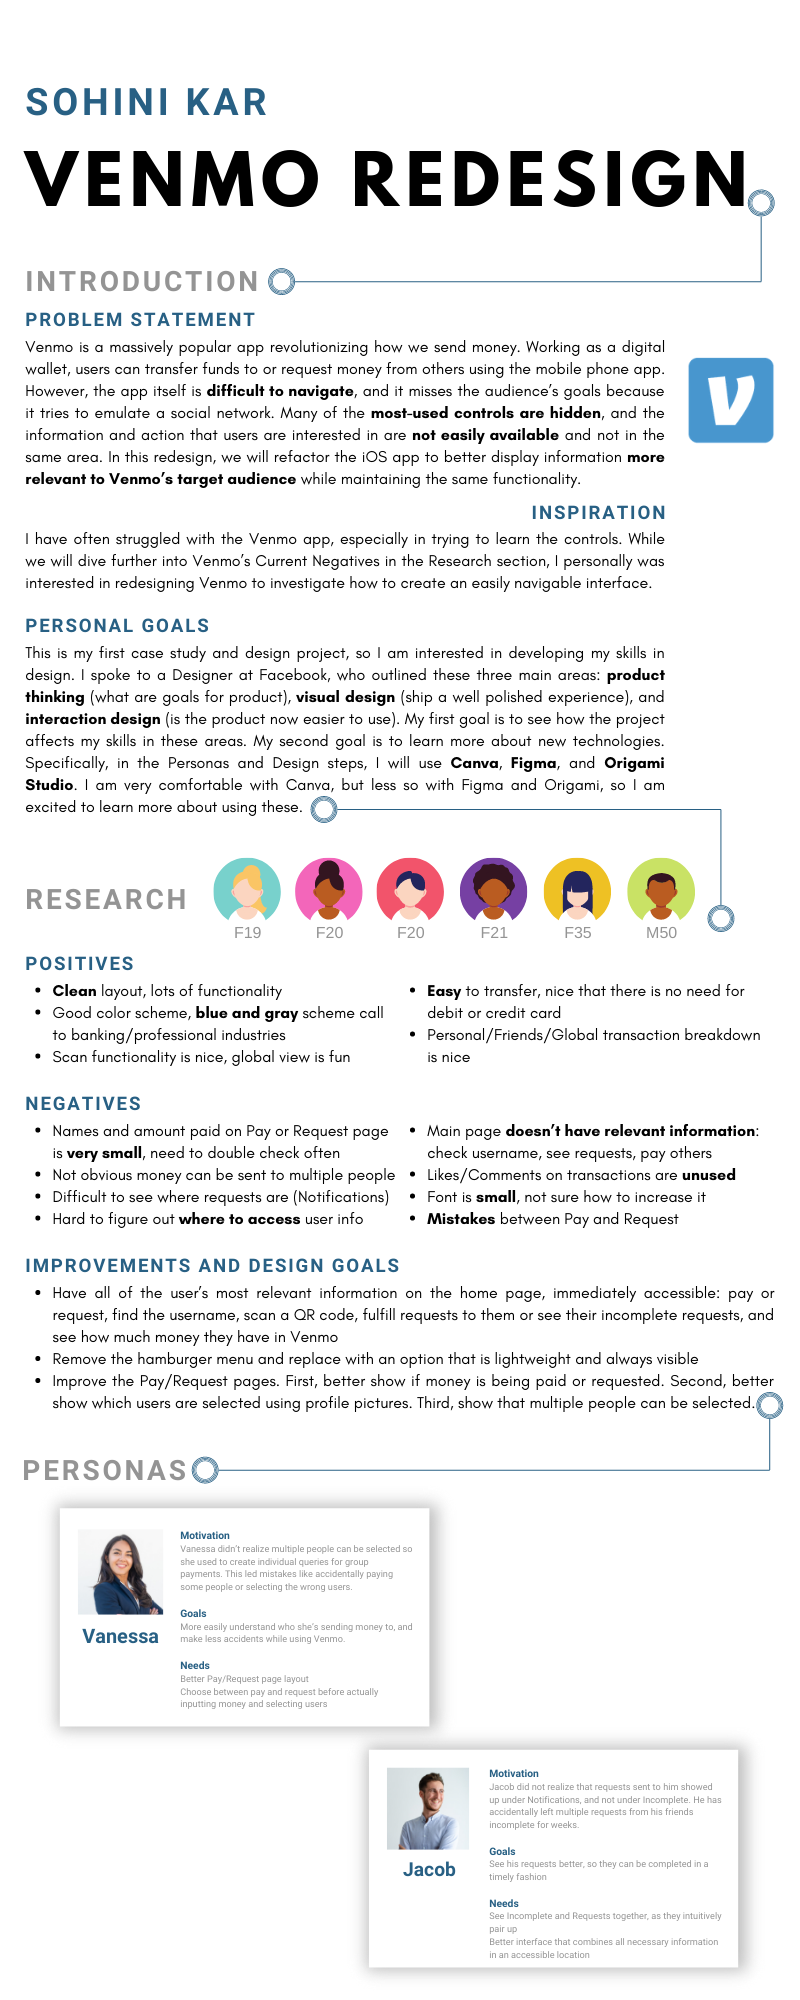 SOHINI KAR
VENMO REDESIGN
INTRODUCTION
PROBLEM STATEMENT
Venmo is a massively popular app revolutionizing how we send money. Working as a digital
wallet, users can transfer funds to or request money from others using the mobile phone app.
However, the app itself is difficult to navigate, and it misses the audience's goals because
it tries to emulate a social network. Many of the most-used controls are hidden, and the
information and action that users are interested in are not easily available and not in the
same area. In this redesign, we will refactor the iOS app to better display information more
relevant to Venmo's target audience while maintaining the same functionality.
V
INSPIRATION
I have often struggled with the Venmo app, especially in trying to learn the controls. While
we will dive further into Venmo's Current Negatives in the Research section, I personally was
interested in redesigning Venmo to investigate how to create an easily navigable interface.
PERSONAL GOALS
This is my first case study and design project, so I am interested in developing my skills in
design. I spoke to a Designer at Facebook, who outlined these three main areas: product
thinking (what are goals for product), visual design (ship a well polished experience), and
interaction design (is the product now easier to use). My first goal is to see how the project
affects my skills in these areas. My second goal is to learn more about new technologies.
Specifically, in the Personas and Design steps, I will use Canva, Figma, and Origami
Studio. I am very comfortable with Canva, but less so with Figma and Origami, so I am
excited to learn more about using these.
RESEARCH
F19 F20 F20 F21 F35 M50
POSITIVES
• Clean layout, lots of functionality
• Good color scheme, blue and gray scheme call
to banking/professional industries
• Scan functionality is nice, global view is fun
• Easy to transfer, nice that there is no need for
debit or credit card
• Personal/Friends/Global transaction breakdown
is nice
NEGATIVES
• Names and amount paid on Pay or Request page
is very small, need to double check often
• Not obvious money can be sent to multiple people
• Difficult to see where requests are (Notifications)
• Hard to figure out where to access user info
• Main page doesn't have relevant information:
check username, see requests, pay others
• Likes/Comments on transactions are unused
• Font is small, not sure how to increase it
• Mistakes between Pay and Request
IMPROVEMENTS AND DESIGN GOALS
• Have all of the user's most relevant information on the home page, immediately accessible: pay or
request, find the username, scan a QR code, fulfill requests to them or see their incomplete requests, and
see how much money they have in Venmo
• Remove the hamburger menu and replace with an option that is lightweight and always visible
• Improve the Pay/Request pages. First, better show if money is being paid or requested. Second, better
show which users are selected using profile pictures. Third, show that multiple people can be selected.
PERSONAS
Vanessa
Motivation
Vanessa didn't realize multiple people can be selected so
she used to create individual queries for group
payments. This led mistakes like accidentally paying
some people or selecting the wrong users.
Goals
More easily understand who she's sending money to, and
make less accidents while using Venmo.
Needs
Better Pay/Request page layout
Choose between pay and request before actually
inputting money and selecting users
Jacob
Motivation
Jacob did not realize that requests sent to him showed
up under Notifications, and not under Incomplete. He has
accidentally left multiple requests from his friends
incomplete for weeks.
Goals
See his requests better, so they can be completed in a
timely fashion
Needs
See Incomplete and Requests together, as they intuitively
pair up
Better interface that combines all necessary information
in an accessible location